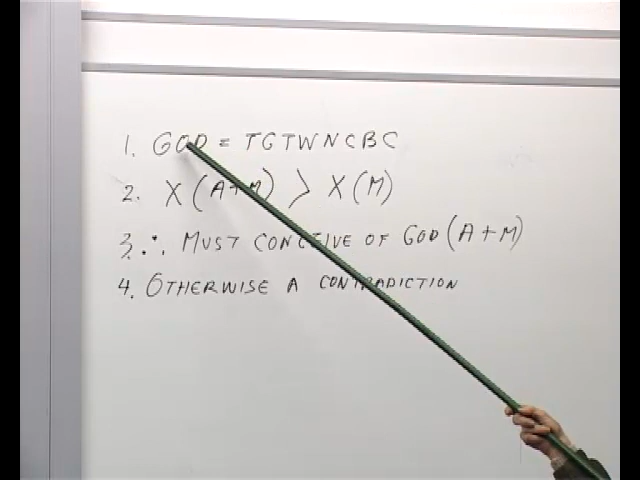 1. GOD = TGTWNCBC
2. X (A+M) > X (M)
3. ∴ MUST CONCEIVE OF GOD (A+M)
4. OTHERWISE A CONTRADICTION